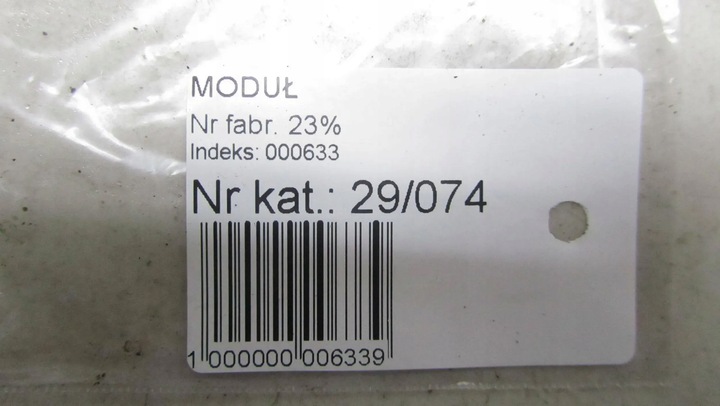 MODUŁ
Nr fabr. 23%
Indeks: 000633
Nr kat.: 29/074
1 000000 006339